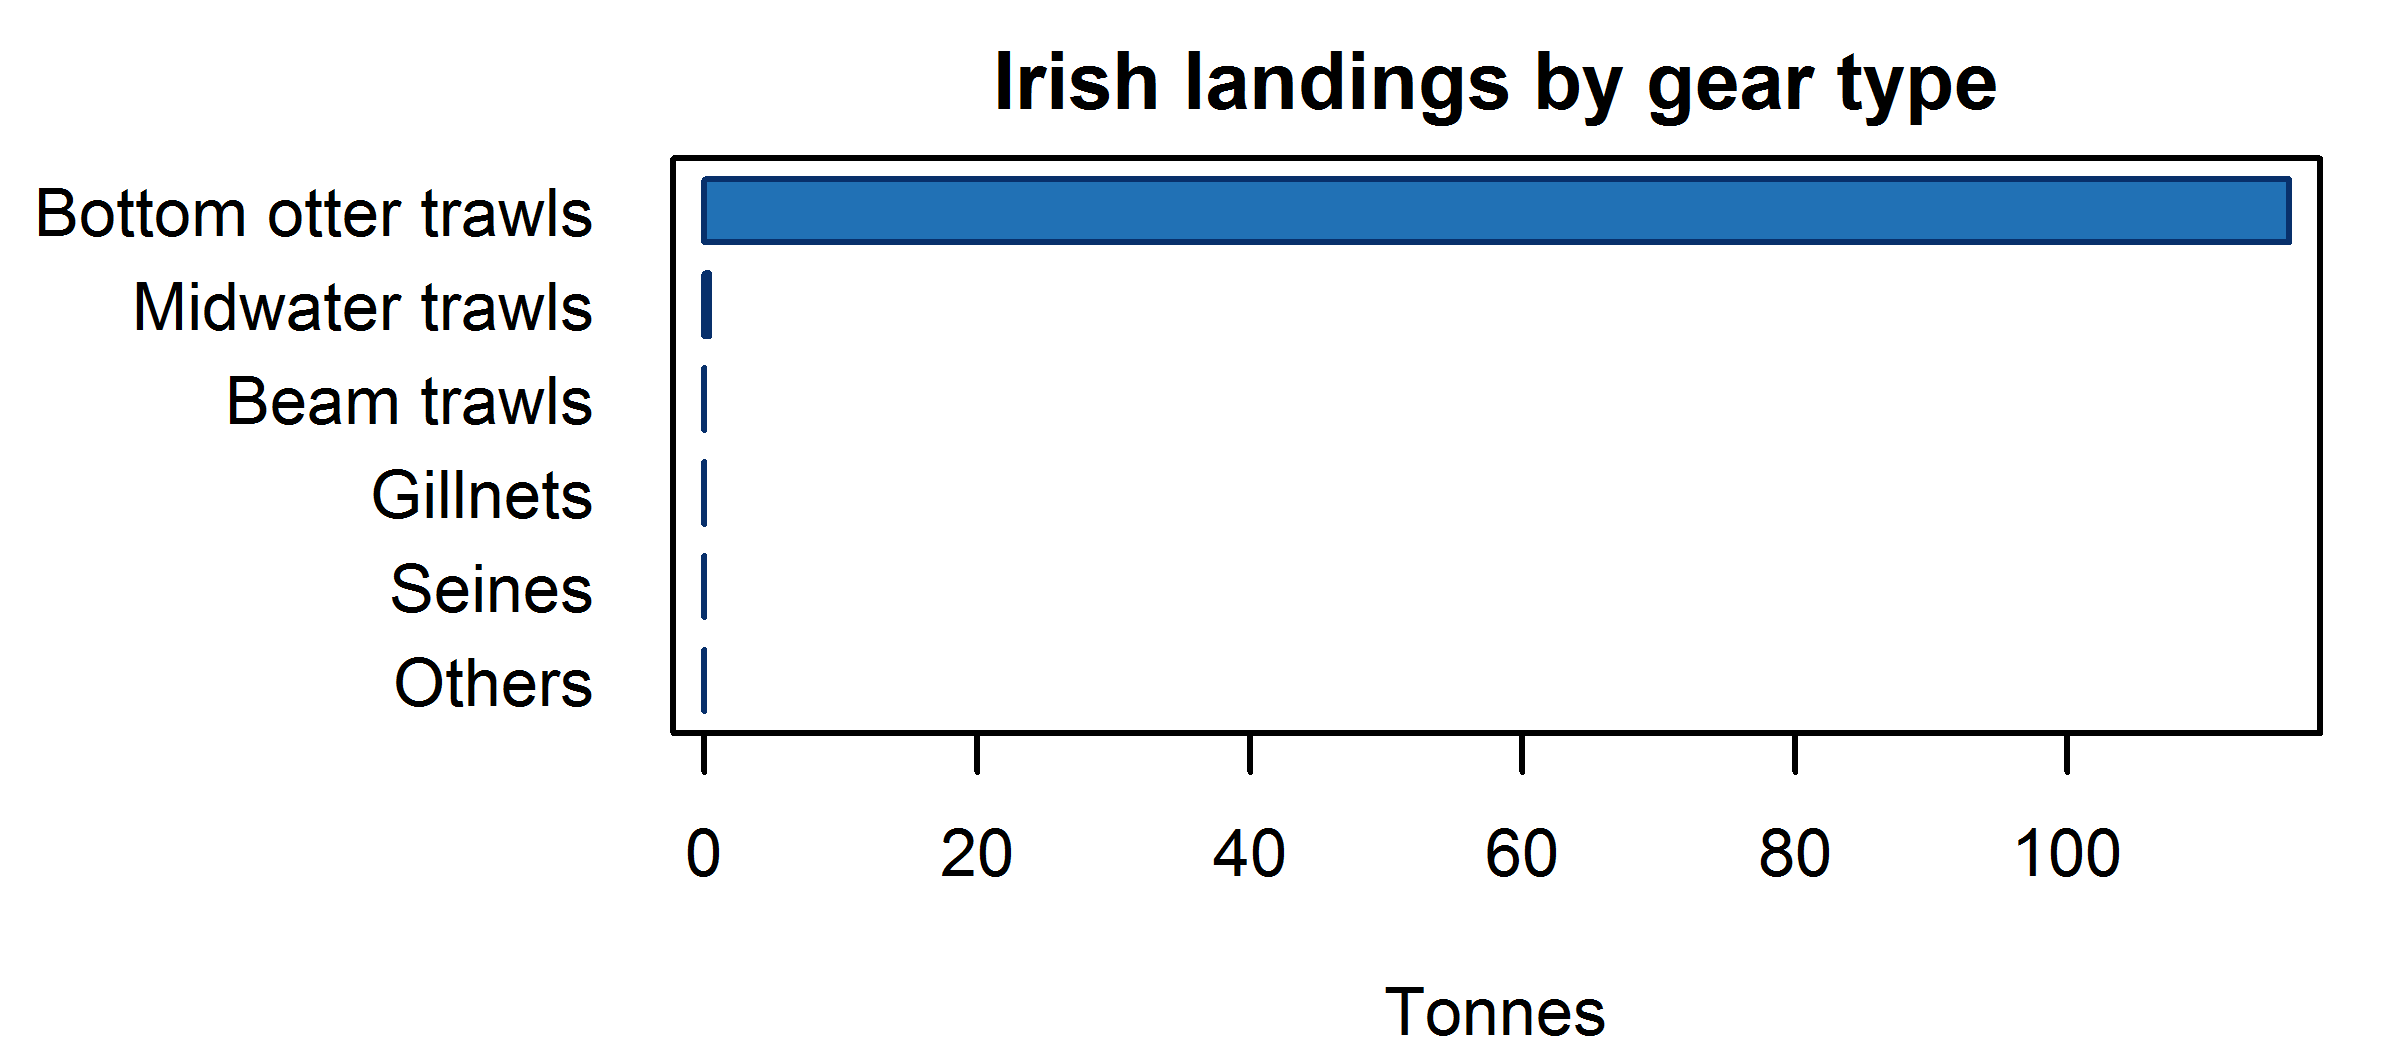 Irish landings by gear type
Bottom otter trawls
Midwater trawls
Beam trawls
Gillnets
Seines
Others
0 20 40 60 80 100
Tonnes